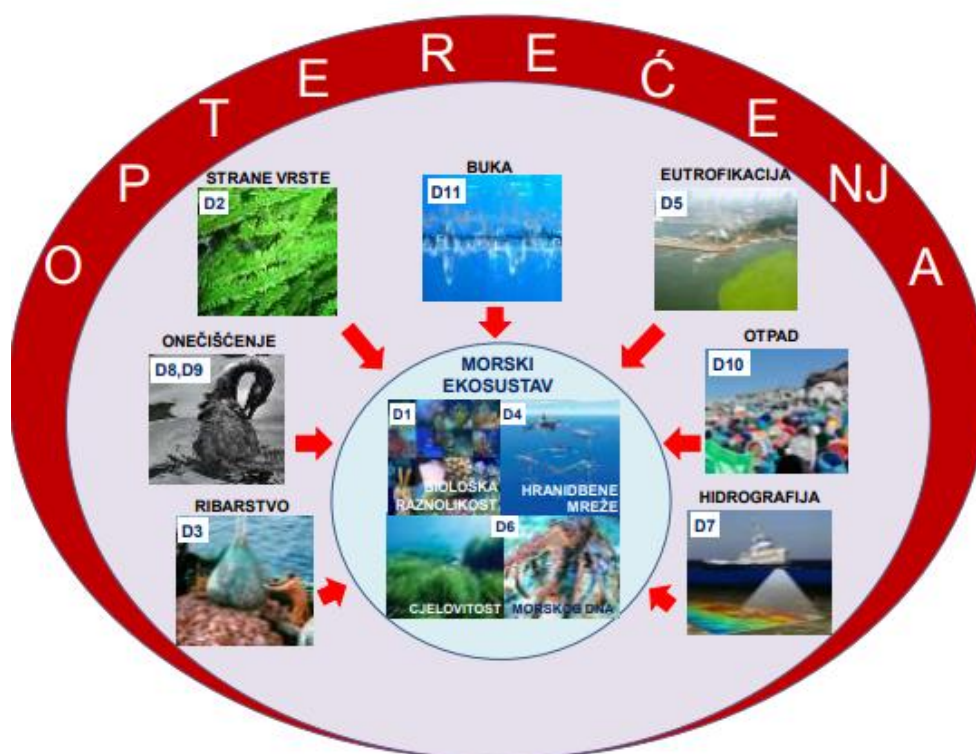 OPTEREĆENJA
STRANE VRSTE
D2
BUKA
D11
EUTROFIKACIJA
D5
ONEČIŠĆENJE
D8,D9
OTPAD
D10
RIBARSTVO
D3
HIDROGRAFIJA
D7
MORSKI
EKOSUSTAV
D1
BIOLOŠKA
RAZNOLIKOST
D4
HRANIDBENE
MREŽE
D6
CJELOVITOST
MORSKOG DNA